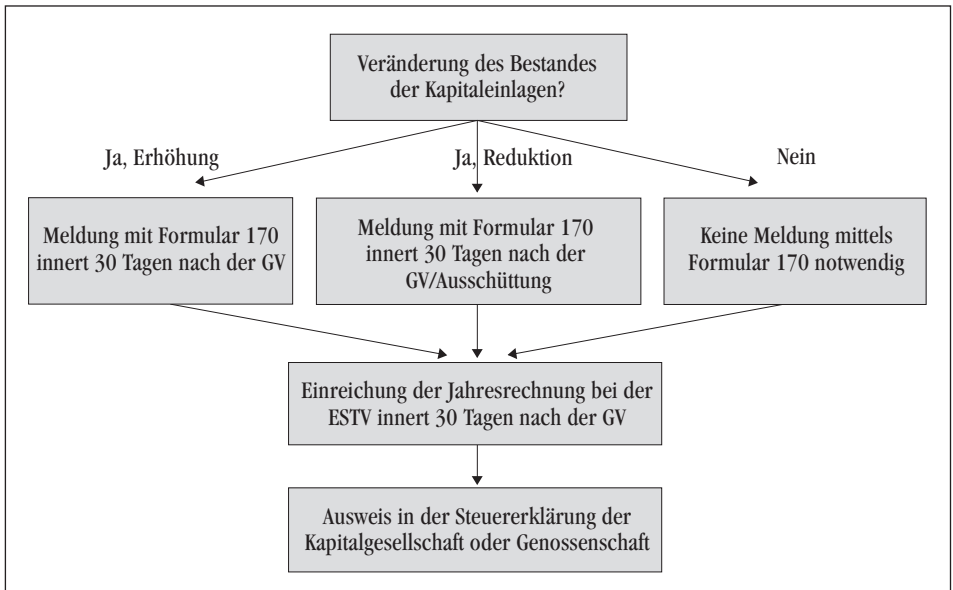 Veränderung des Bestandes
der Kapitaleinlagen?
Ja, Erhöhung
Ja, Reduktion
Nein
Meldung mit Formular 170
innert 30 Tagen nach der GV
Meldung mit Formular 170
innert 30 Tagen nach der
GV/Ausschüttung
Keine Meldung mittels
Formular 170 notwendig
Einreichung der Jahresrechnung bei der
ESTV innert 30 Tagen nach der GV
Ausweis in der Steuererklärung der
Kapitalgesellschaft oder Genossenschaft